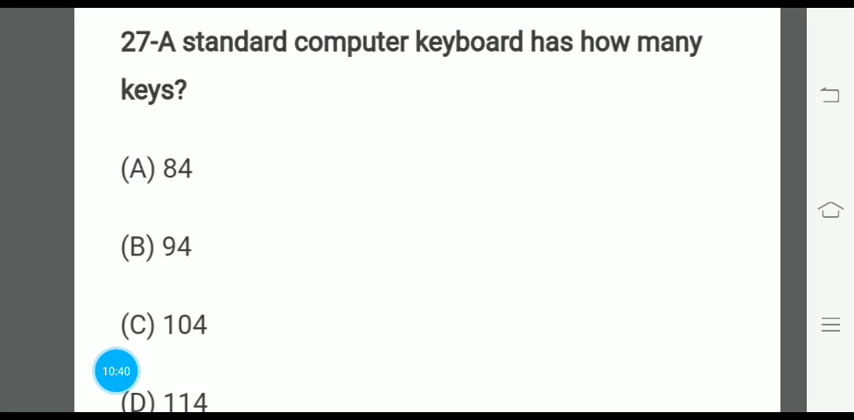 27-A standard computer keyboard has how many
keys?
(A) 84
(B) 94
(C) 104
10:40
(D) 114